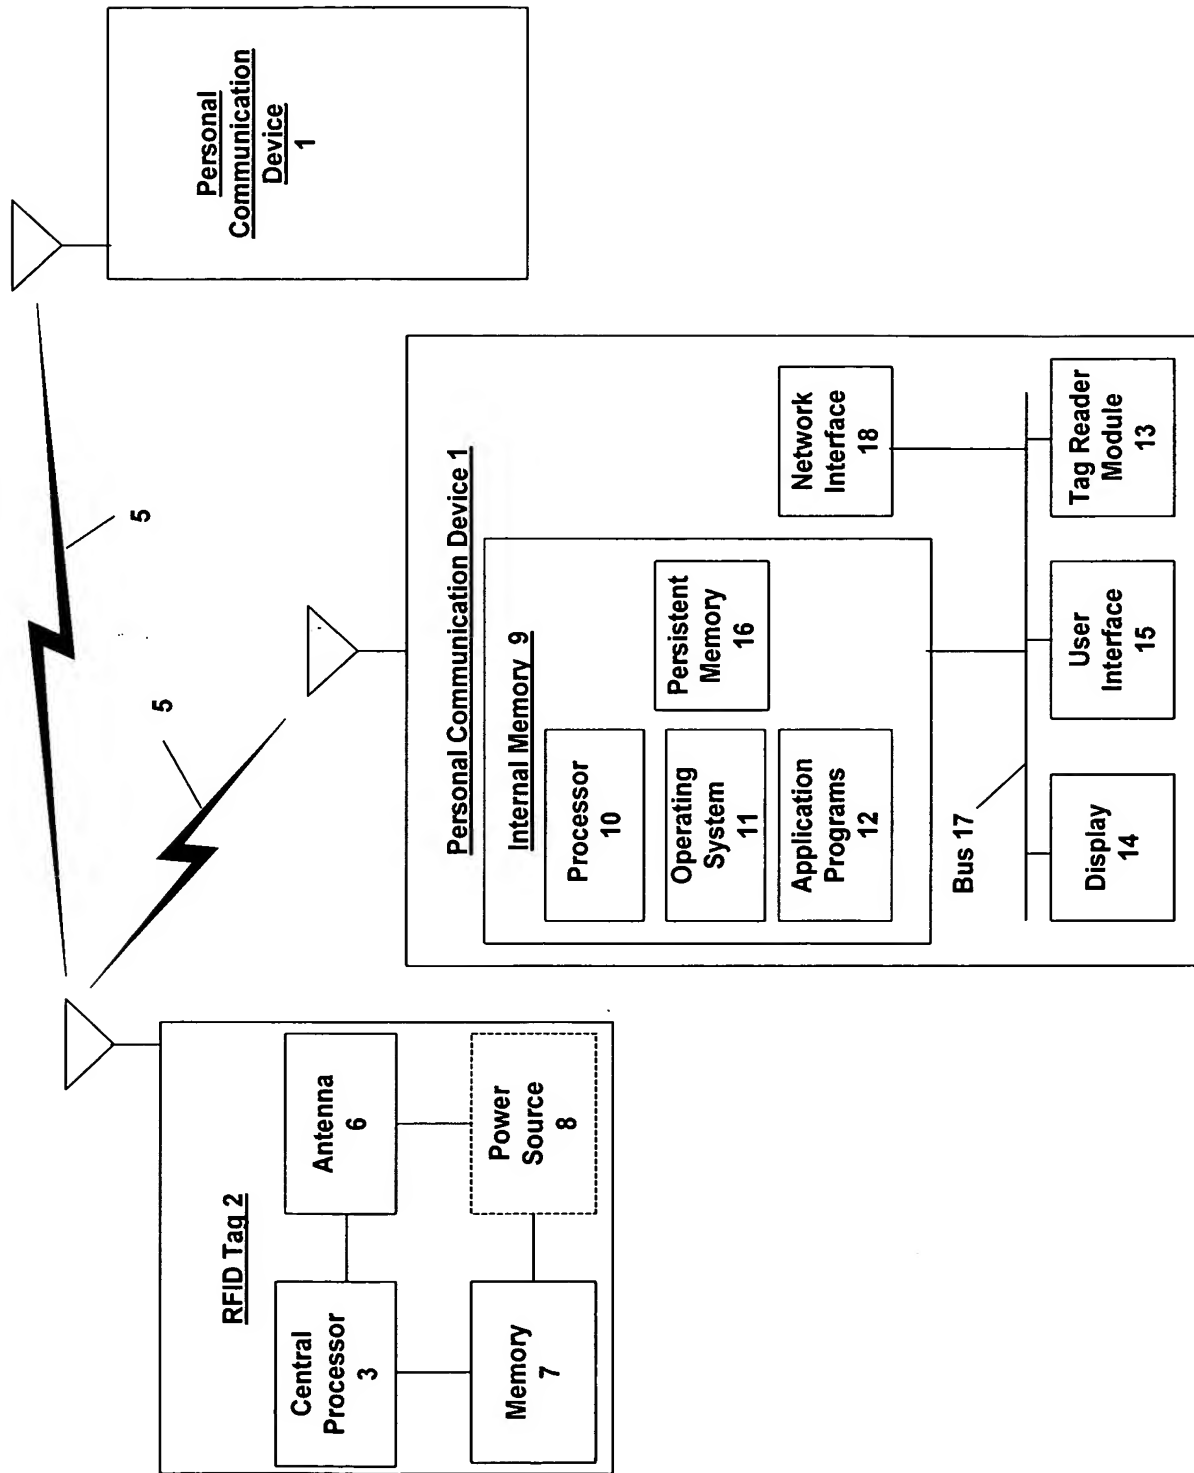 RFID Tag 2
Central
Processor
3
Antenna
6
Memory
7
Power
Source
8
5
5
Personal Communication Device 1
Internal Memory 9
Processor
10
Operating
System
11
Application
Programs
12
Persistent
Memory
16
Network
Interface
18
Bus 17
Display
14
User
Interface
15
Tag Reader
Module
13
Personal
Communication
Device
1